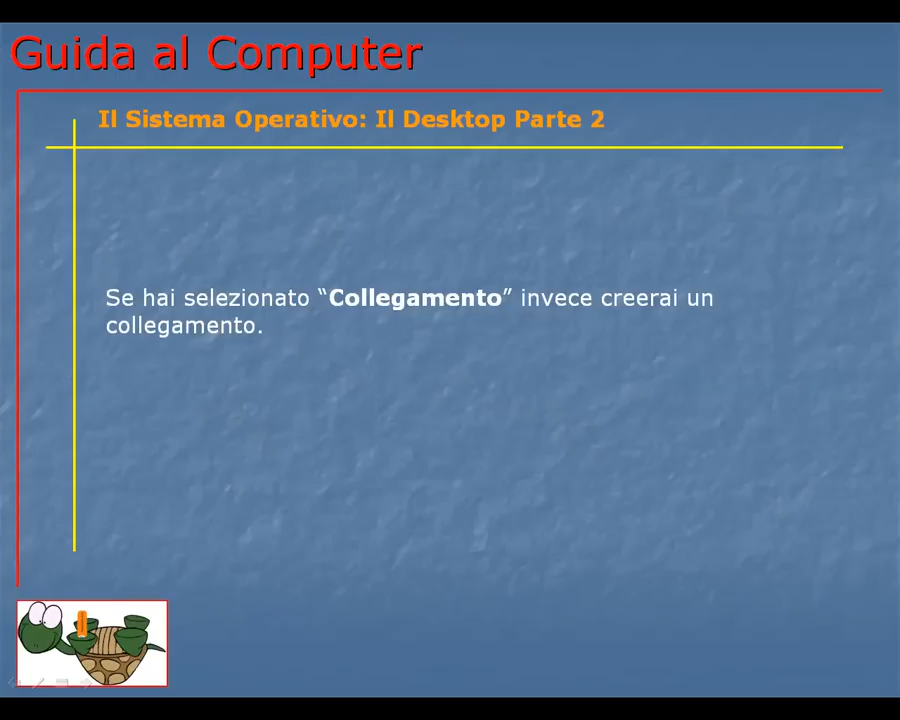 Guida al Computer
Il Sistema Operativo: Il Desktop Parte 2
Se hai selezionato “Collegamento” invece creerai un
collegamento.